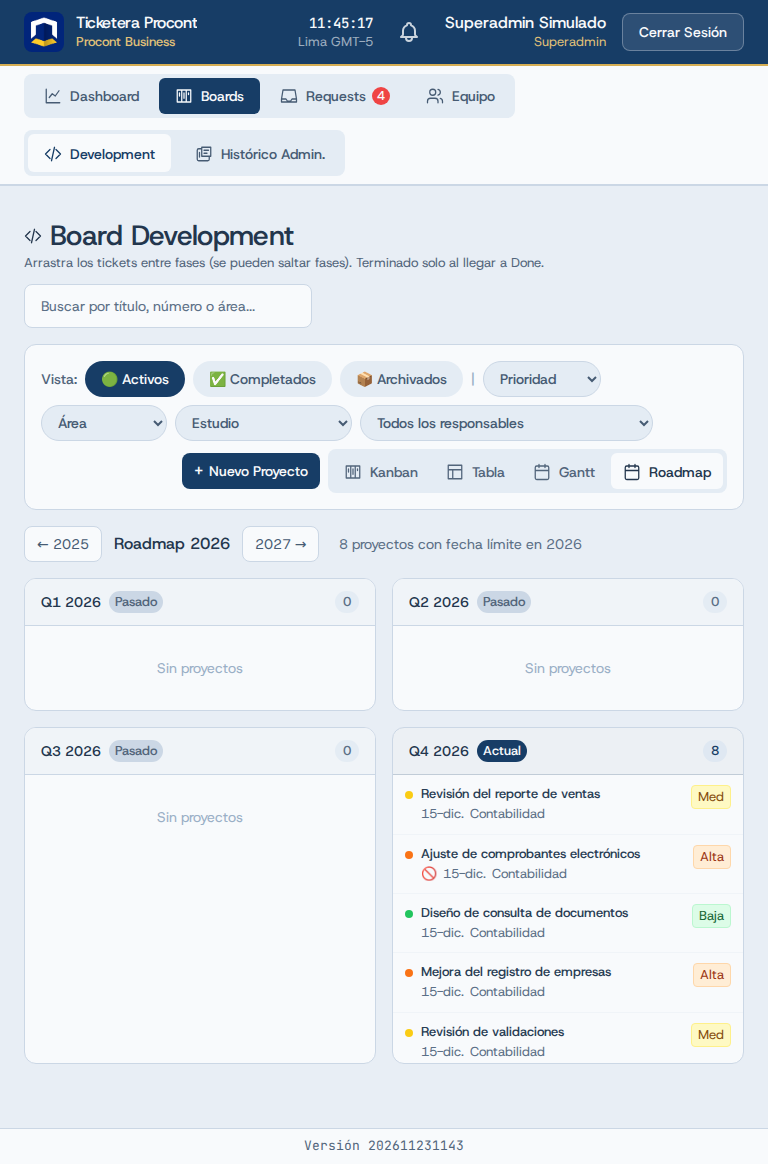 Ticketera Procont
Procont Business
11:45:17
Lima GMT-5
Superadmin Simulado
Superadmin
Cerrar Sesión
Dashboard
Boards
Requests 4
Equipo
Development
Histórico Admin.
Board Development
Arrastra los tickets entre fases (se pueden saltar fases). Terminado solo al llegar a Done.
Buscar por título, número o área...
Vista: Activos Completados Archivados | Prioridad
Área Estudio Todos los responsables
+ Nuevo Proyecto Kanban Tabla Gantt Roadmap
← 2025 Roadmap 2026 2027 → 8 proyectos con fecha límite en 2026
Q1 2026 Pasado 0
Sin proyectos
Q2 2026 Pasado 0
Sin proyectos
Q3 2026 Pasado 0
Sin proyectos
Q4 2026 Actual 8
Revisión del reporte de ventas Med
15-dic. Contabilidad
Ajuste de comprobantes electrónicos Alta
15-dic. Contabilidad
Diseño de consulta de documentos Baja
15-dic. Contabilidad
Mejora del registro de empresas Alta
15-dic. Contabilidad
Revisión de validaciones Med
15-dic. Contabilidad
Versión 202611231143